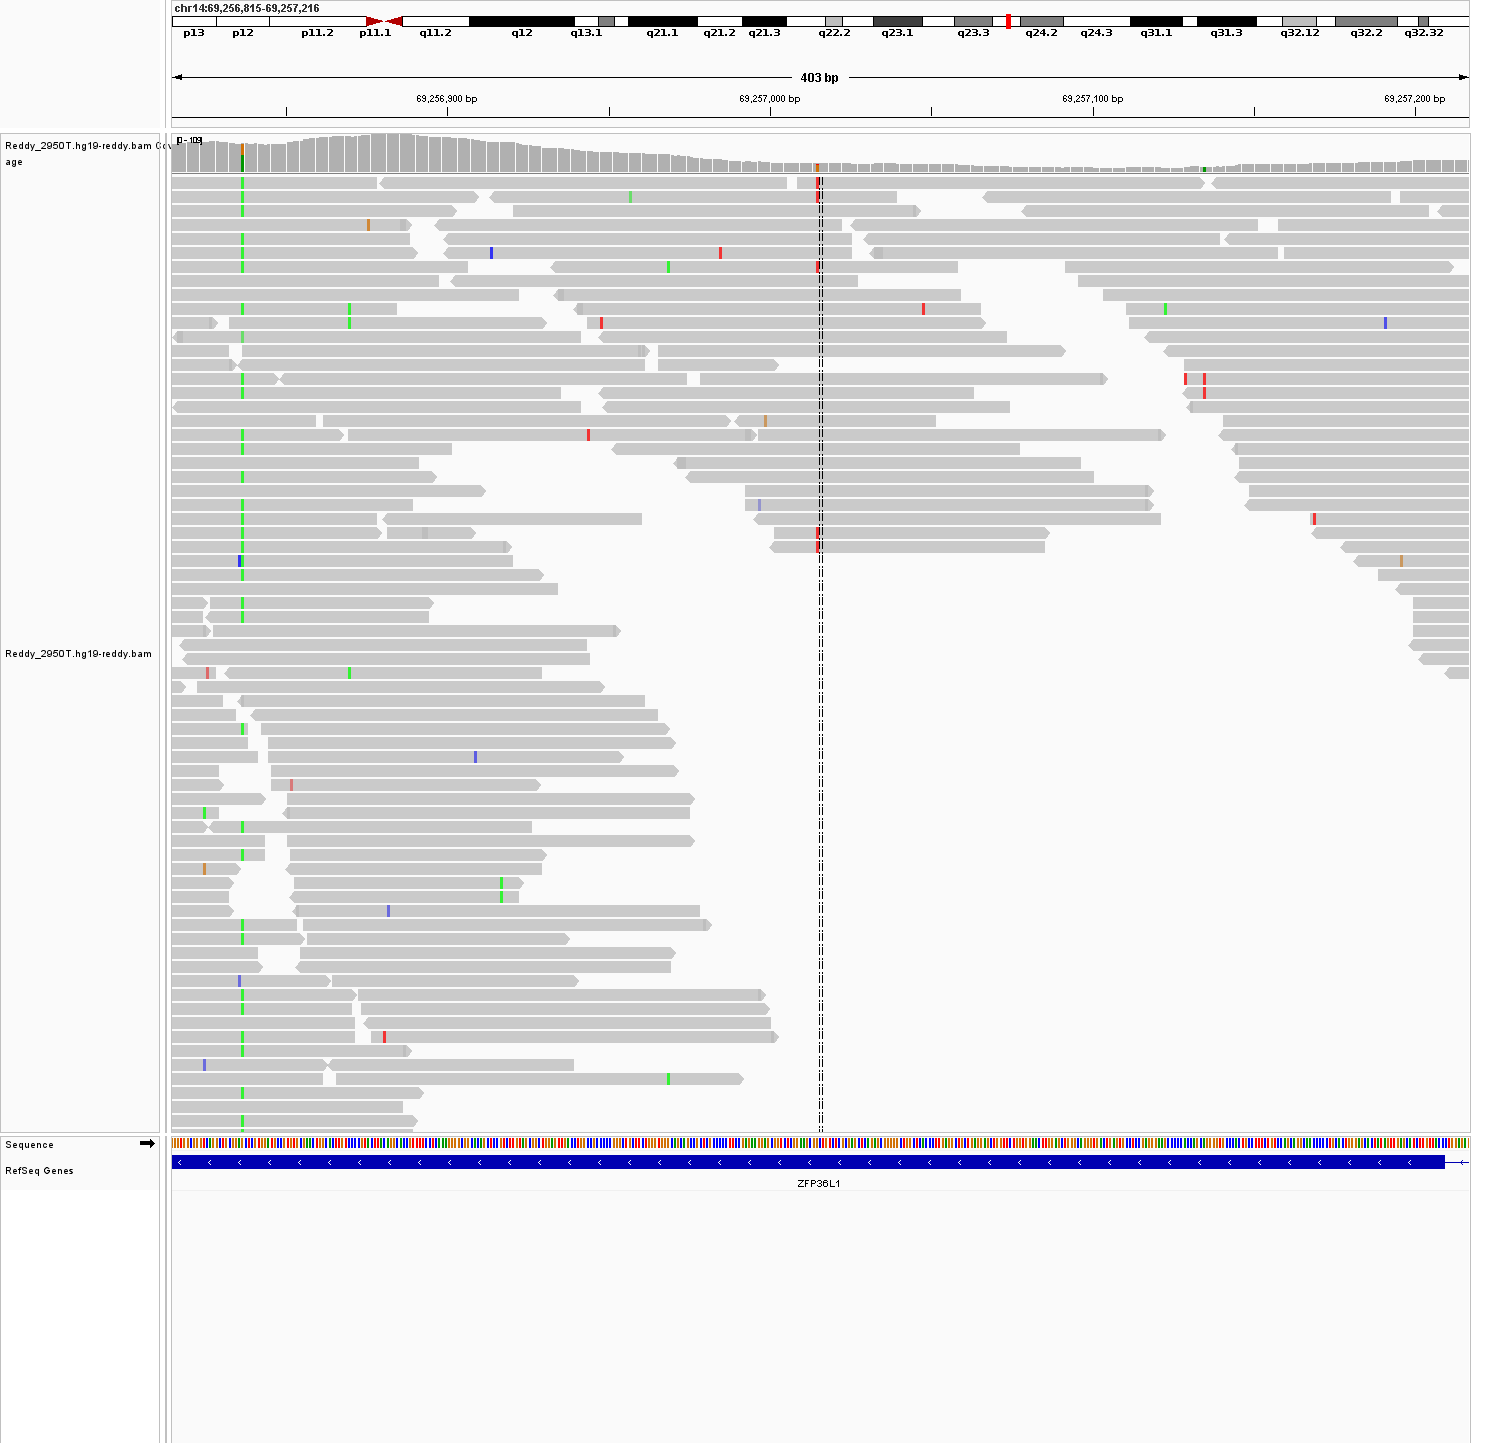 chr14:69,256,815-69,257,216
p13 p12 p11.2 p11.1 q11.2 q12 q13.1 q21.1 q21.2 q21.3 q22.2 q23.1 q23.3 q24.2 q24.3 q31.1 q31.3 q32.12 q32.2 q32.32
403 bp
69,256,900 bp 69,257,000 bp 69,257,100 bp 69,257,200 bp
[0 - 109]
Reddy_2950T.hg19-reddy.bam Cov
age
Reddy_2950T.hg19-reddy.bam
Sequence
RefSeq Genes
ZFP36L1